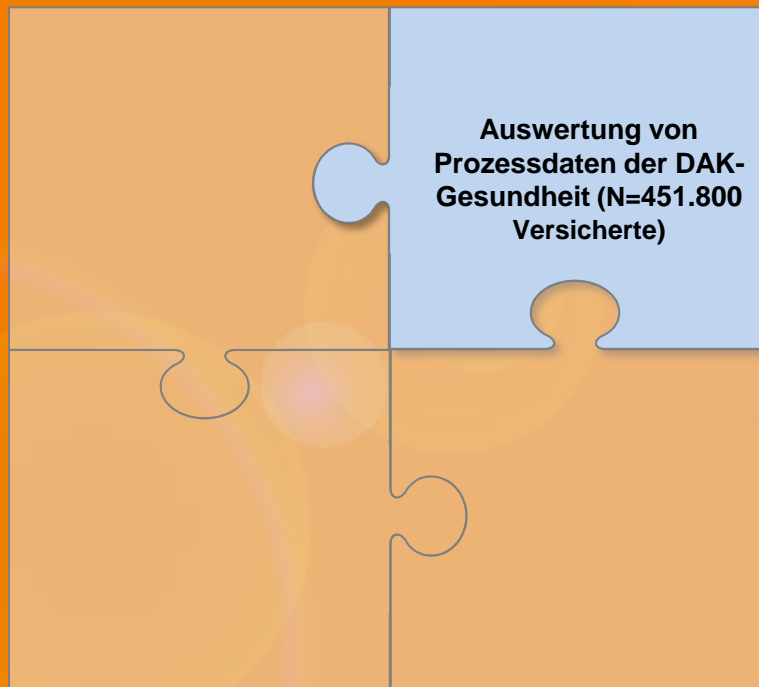 Auswertung von
Prozessdaten der DAK-
Gesundheit (N=451.800
Versicherte)